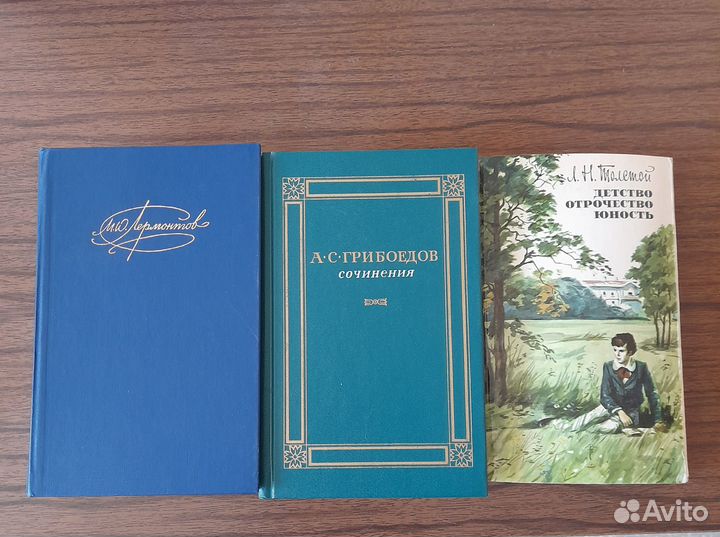 М.Ю. Лермонтов
А·С·ГРИБОЕДОВ
СОЧИНЕНИЯ
Л. Н. Толстой
ДЕТСТВО
ОТРОЧЕСТВО
ЮНОСТЬ
Avito